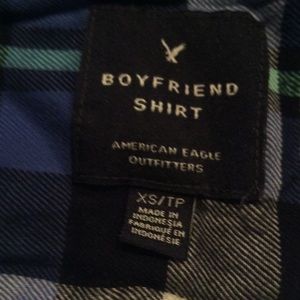 BOYFRIEND
SHIRT
AMERICAN EAGLE
OUTFITTERS
XS/TP
MADE IN
INDONESIA
FABRIQUÉ EN
INDONÉSIE